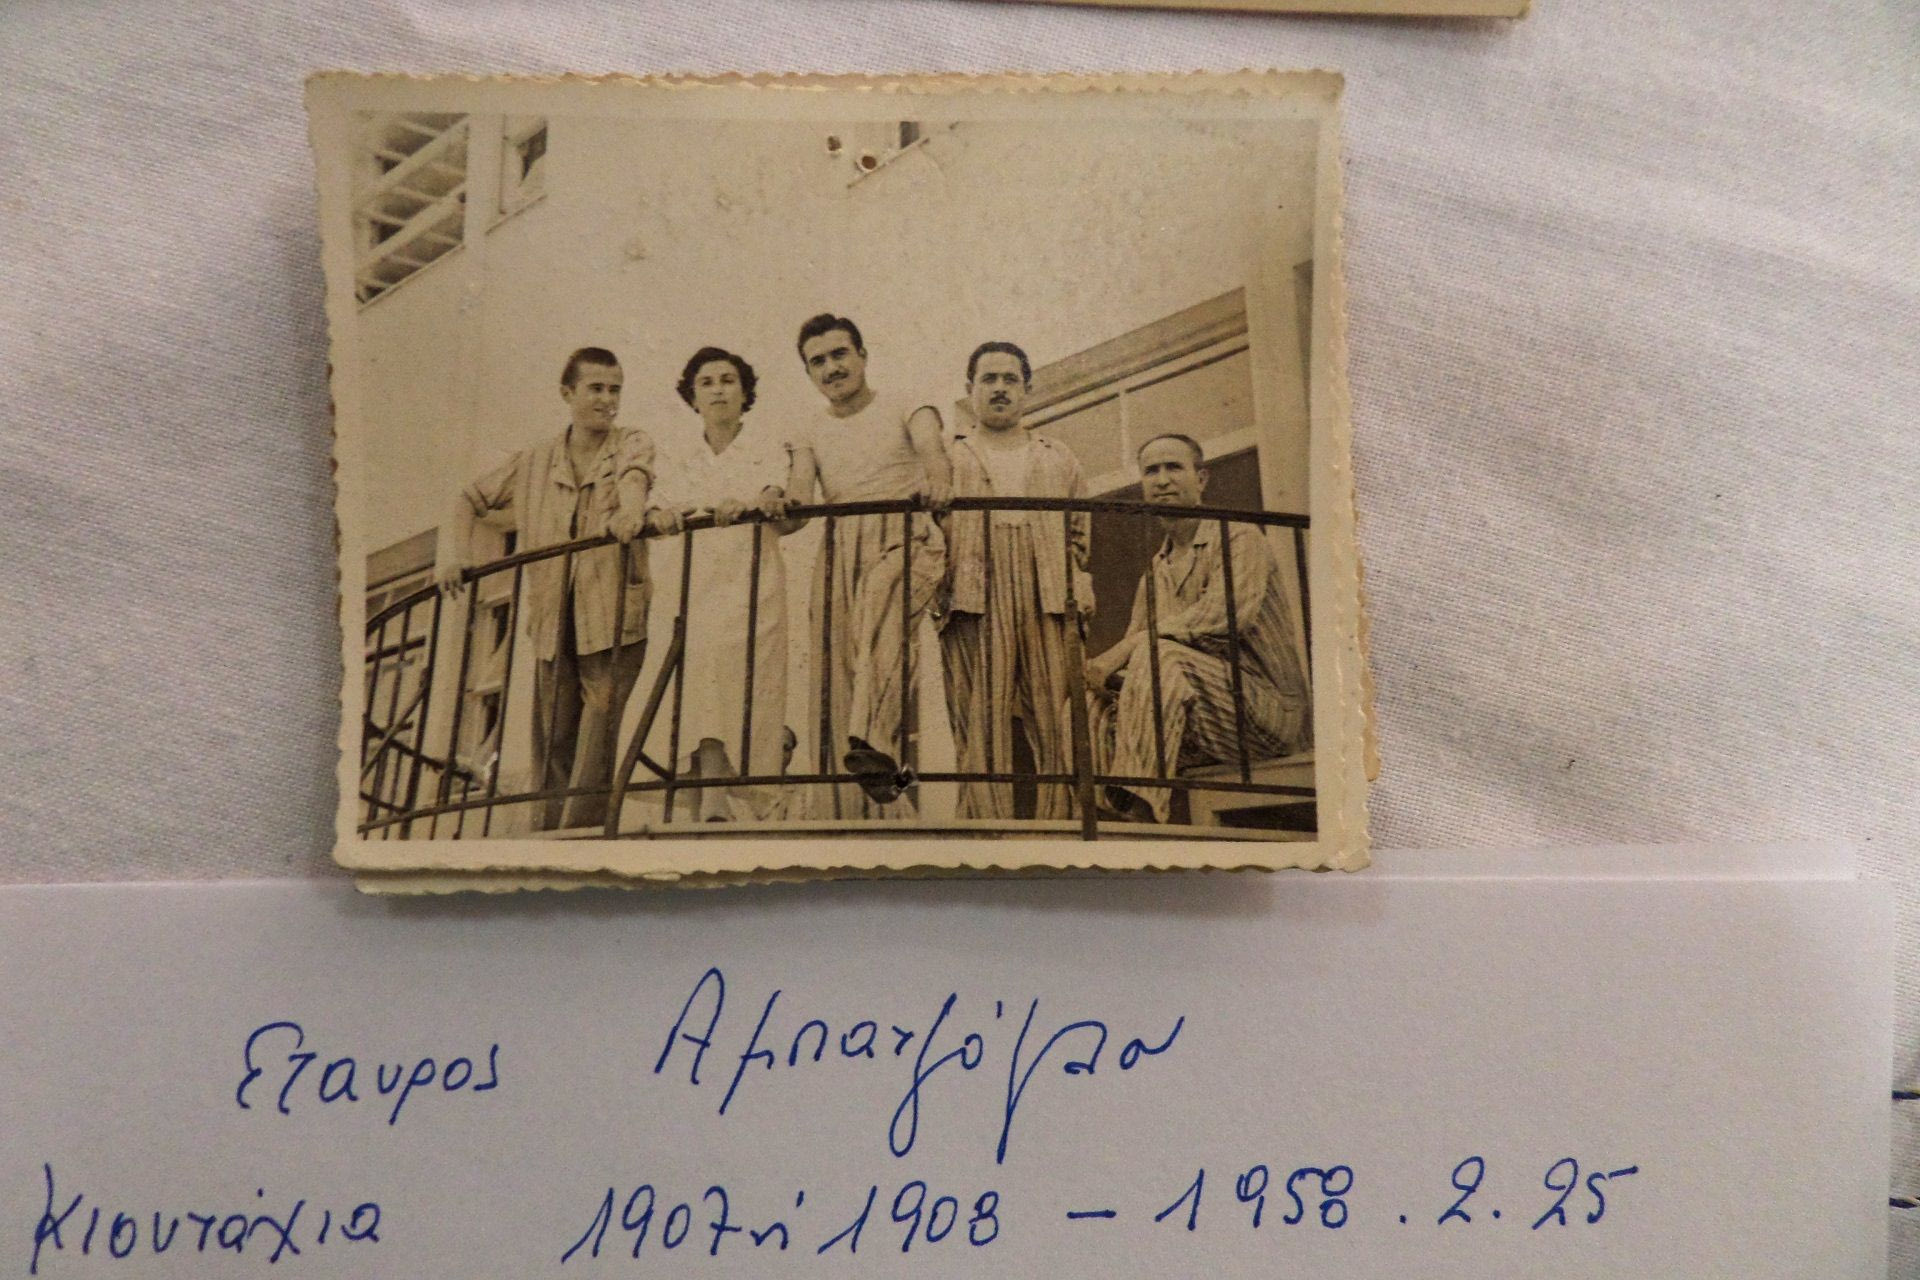 Σταυρος Αμπατζόγλου
Κιουτάχια 1907 ή 1908 - 1958.2.25